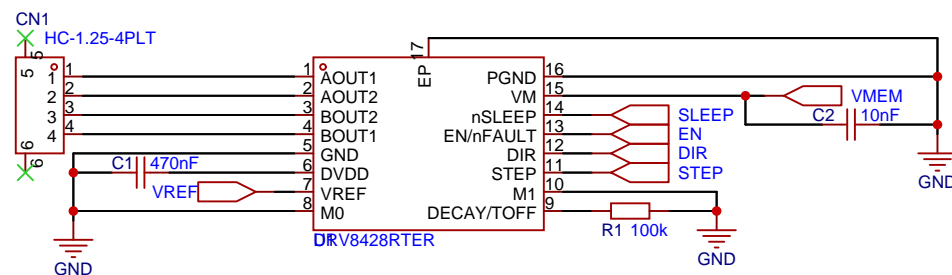 CN1
HC-1.25-4PLT
5
5
1
2
3
4
6
6
1
2
3
4
1
2
3
4
5
6
7
8
AOUT1
AOUT2
BOUT2
BOUT1
GND
DVDD
VREF
M0
17
EP
PGND
VM
nSLEEP
EN/nFAULT
DIR
STEP
M1
DECAY/TOFF
16
15
14
13
12
11
10
9
U1
DRV8428RTER
C1
470nF
VREF
GND
SLEEP
EN
DIR
STEP
VMEM
C2
10nF
GND
R1
100k
GND